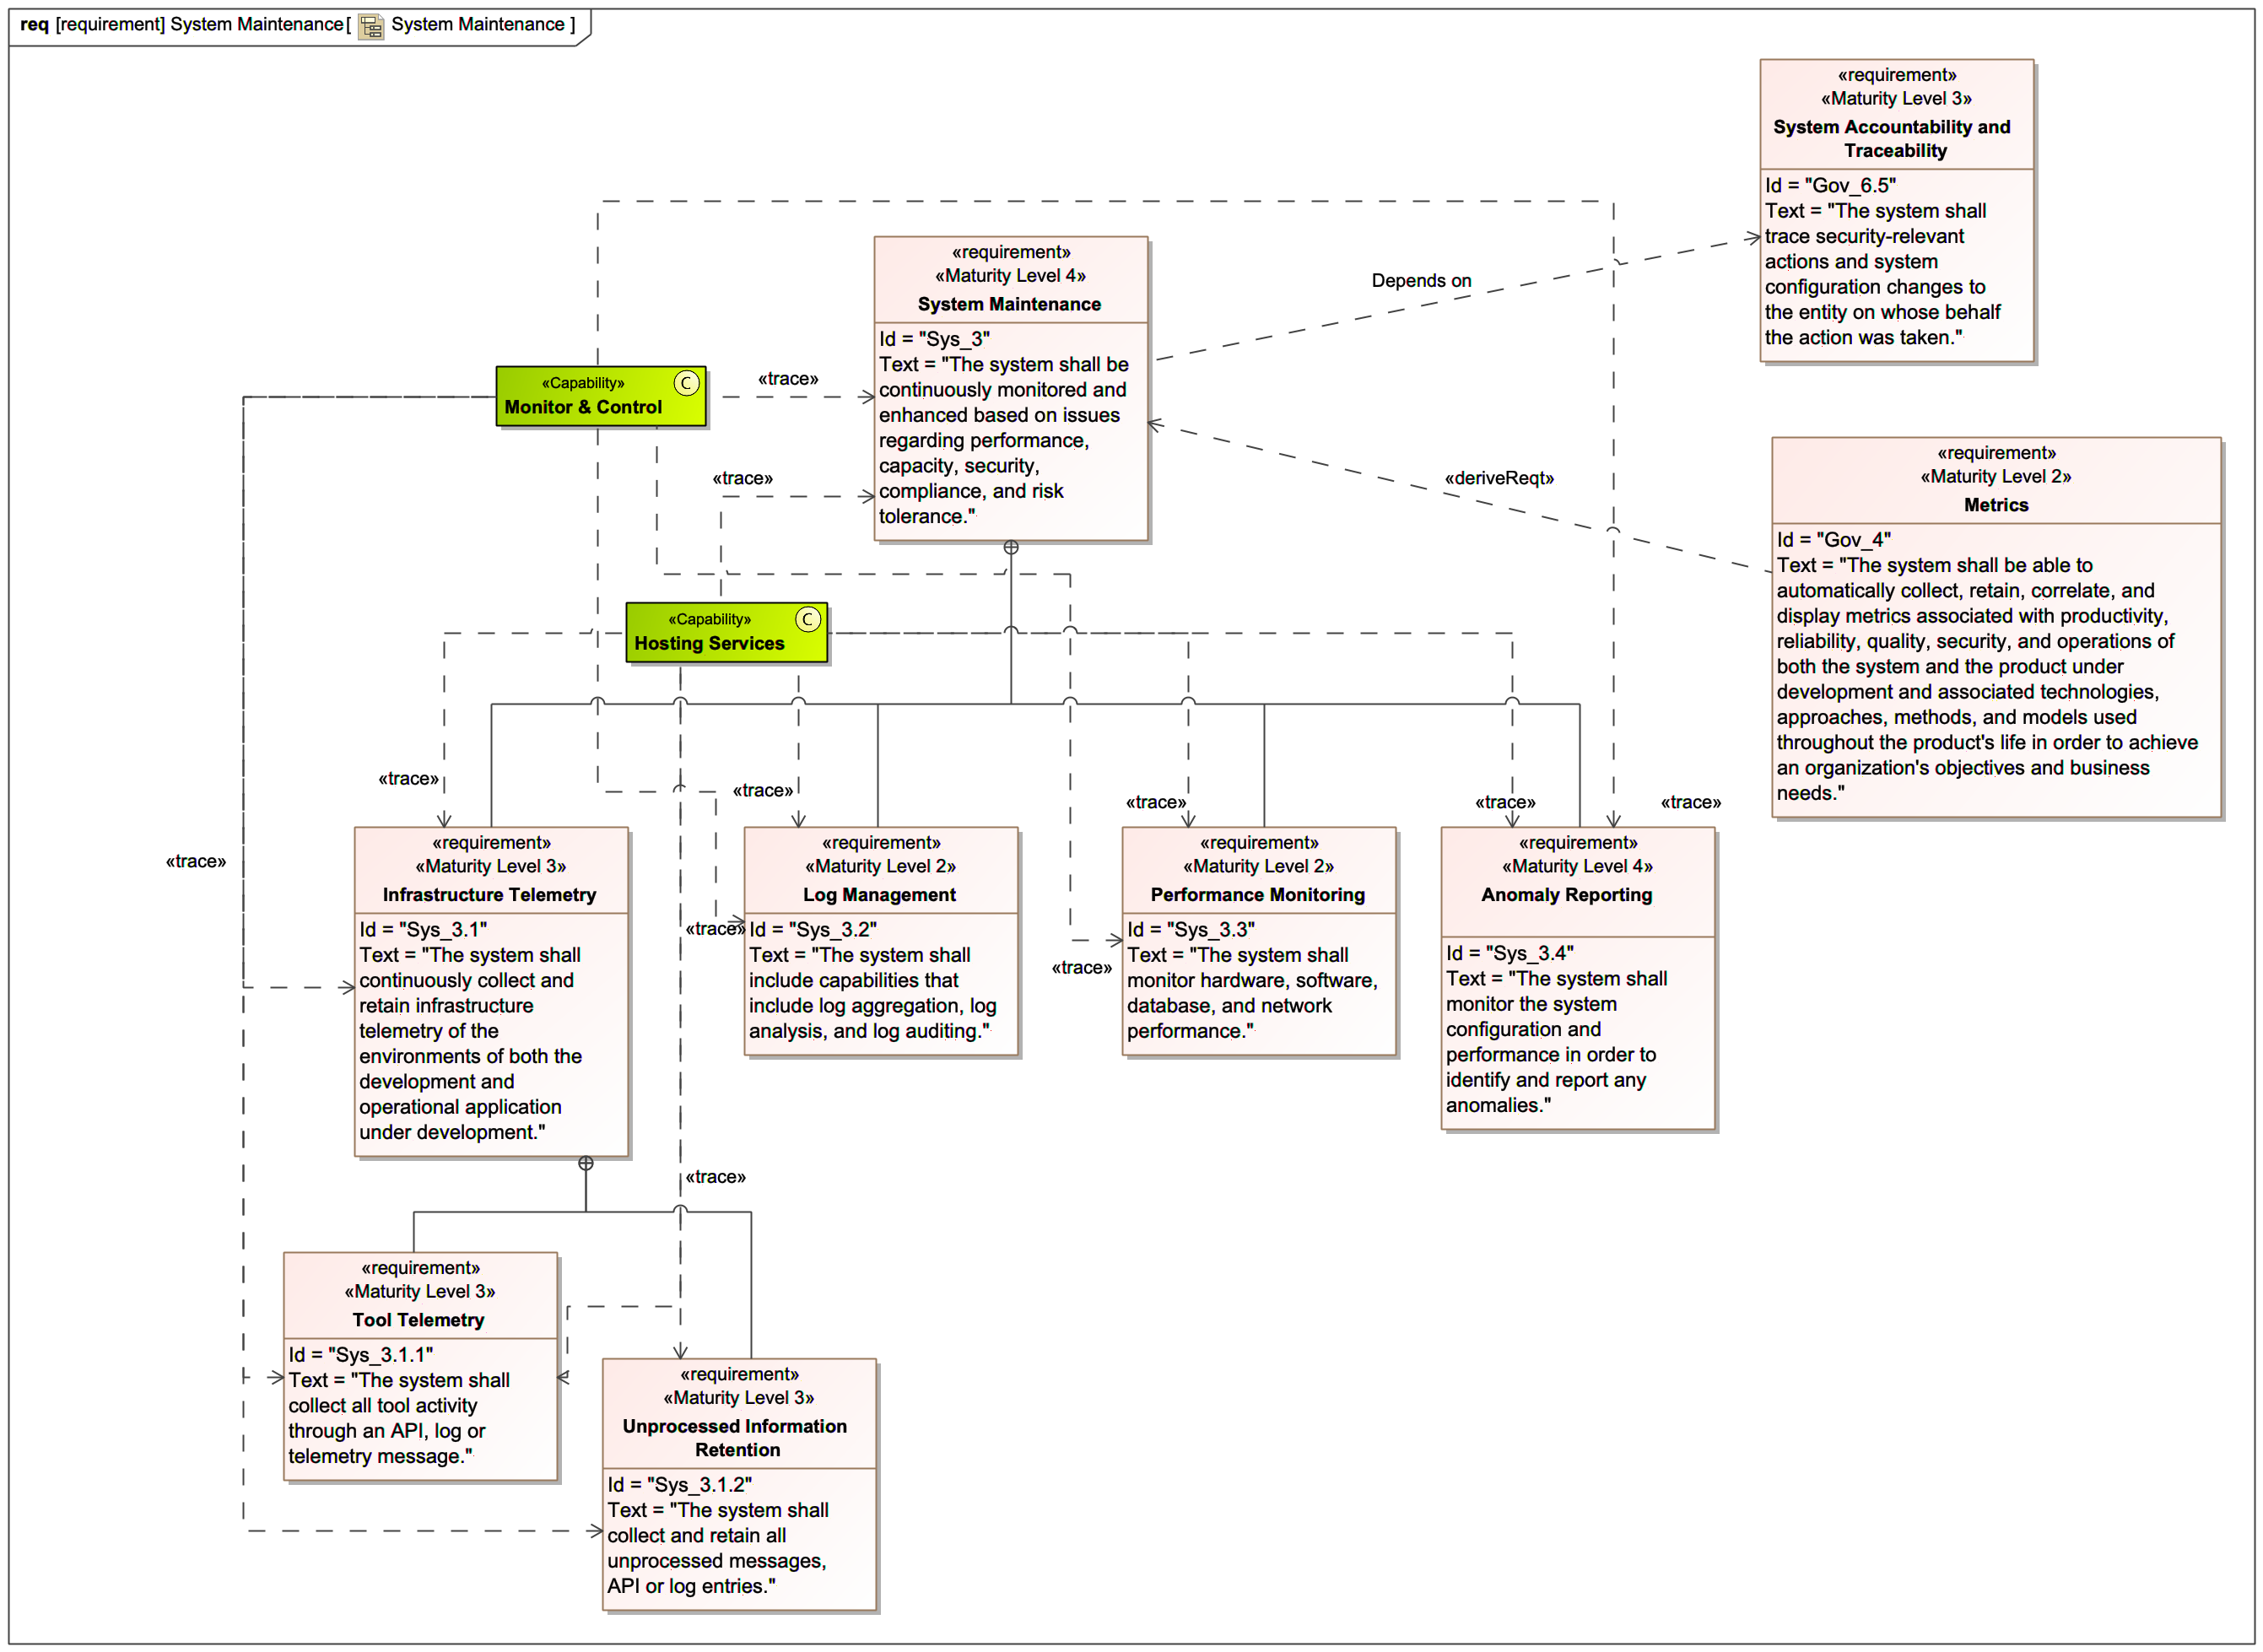 req [requirement] System Maintenance[ System Maintenance ]
«requirement»
«Maturity Level 3»
System Accountability and
Traceability
Id = "Gov_6.5"
Text = "The system shall
trace security-relevant
actions and system
configuration changes to
the entity on whose behalf
the action was taken."
«requirement»
«Maturity Level 4»
System Maintenance
Id = "Sys_3"
Text = "The system shall be
continuously monitored and
enhanced based on issues
regarding performance,
capacity, security,
compliance, and risk
tolerance."
Depends on
«Capability»
C
Monitor & Control
«trace»
«trace»
«deriveReqt»
«requirement»
«Maturity Level 2»
Metrics
Id = "Gov_4"
Text = "The system shall be able to
automatically collect, retain, correlate, and
display metrics associated with productivity,
reliability, quality, security, and operations of
both the system and the product under
development and associated technologies,
approaches, methods, and models used
throughout the product's life in order to achieve
an organization's objectives and business
needs."
«Capability»
C
Hosting Services
«trace»
«trace»
«trace»
«trace»
«trace»
«trace»
«requirement»
«Maturity Level 3»
Infrastructure Telemetry
Id = "Sys_3.1"
Text = "The system shall
continuously collect and
retain infrastructure
telemetry of the
environments of both the
development and
operational application
under development."
«trace»
«requirement»
«Maturity Level 2»
Log Management
Id = "Sys_3.2"
Text = "The system shall
include capabilities that
include log aggregation, log
analysis, and log auditing."
«trace»
«requirement»
«Maturity Level 2»
Performance Monitoring
Id = "Sys_3.3"
Text = "The system shall
monitor hardware, software,
database, and network
performance."
«requirement»
«Maturity Level 4»
Anomaly Reporting
Id = "Sys_3.4"
Text = "The system shall
monitor the system
configuration and
performance in order to
identify and report any
anomalies."
«trace»
«requirement»
«Maturity Level 3»
Tool Telemetry
Id = "Sys_3.1.1"
Text = "The system shall
collect all tool activity
through an API, log or
telemetry message."
«requirement»
«Maturity Level 3»
Unprocessed Information
Retention
Id = "Sys_3.1.2"
Text = "The system shall
collect and retain all
unprocessed messages,
API or log entries."